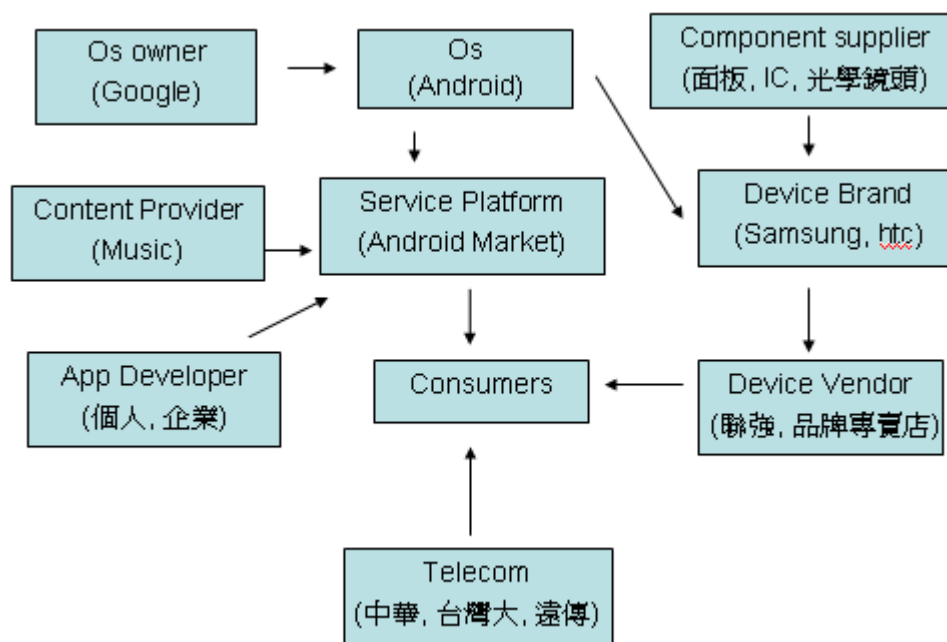 Os owner
(Google)
Os
(Android)
Component supplier
(面板, IC, 光學鏡頭)
Content Provider
(Music)
Service Platform
(Android Market)
Device Brand
(Samsung, htc)
App Developer
(個人, 企業)
Consumers
Device Vendor
(聯強, 品牌專賣店)
Telecom
(中華, 台灣大, 遠傳)